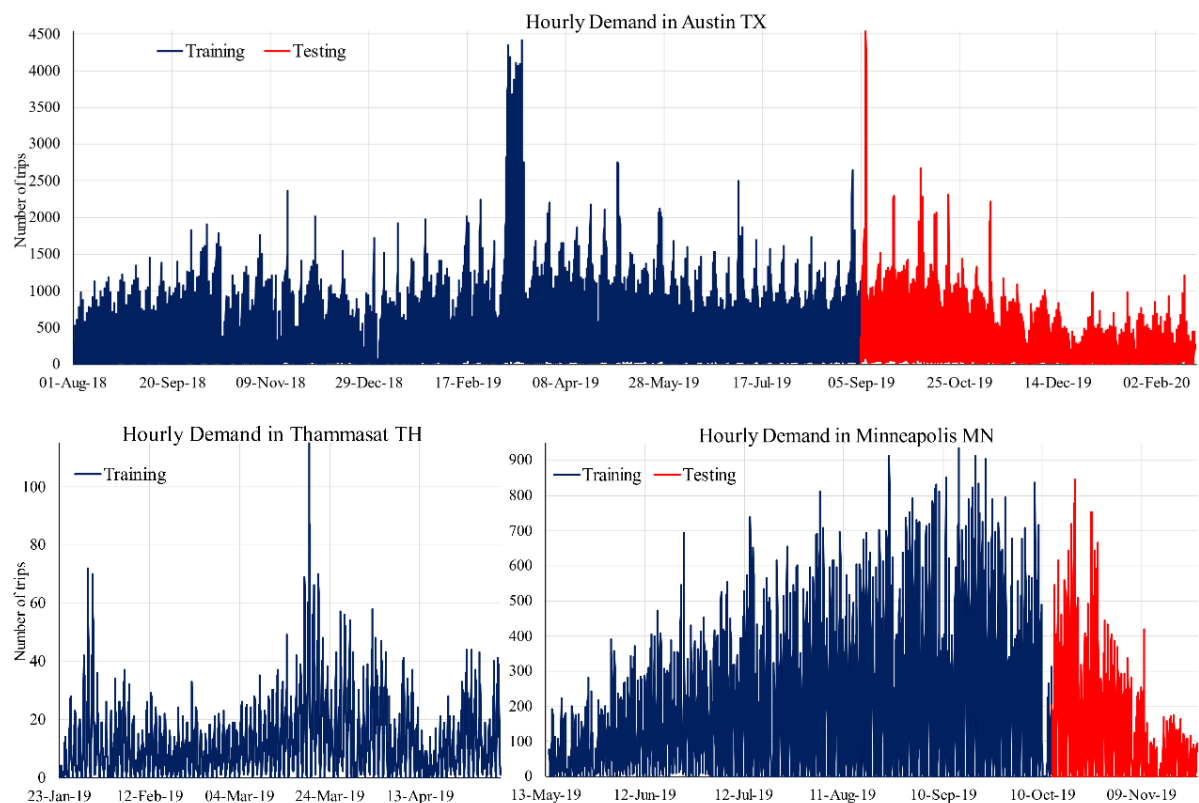 Hourly Demand in Austin TX
Training Testing
Number of trips
4500
4000
3500
3000
2500
2000
1500
1000
500
0
01-Aug-18 20-Sep-18 09-Nov-18 29-Dec-18 17-Feb-19 08-Apr-19 28-May-19 17-Jul-19 05-Sep-19 25-Oct-19 14-Dec-19 02-Feb-20
Hourly Demand in Thammasat TH
Training
Number of trips
100
80
60
40
20
0
23-Jan-19 12-Feb-19 04-Mar-19 24-Mar-19 13-Apr-19
Hourly Demand in Minneapolis MN
Training Testing
900
800
700
600
500
400
300
200
100
0
13-May-19 12-Jun-19 12-Jul-19 11-Aug-19 10-Sep-19 10-Oct-19 09-Nov-19